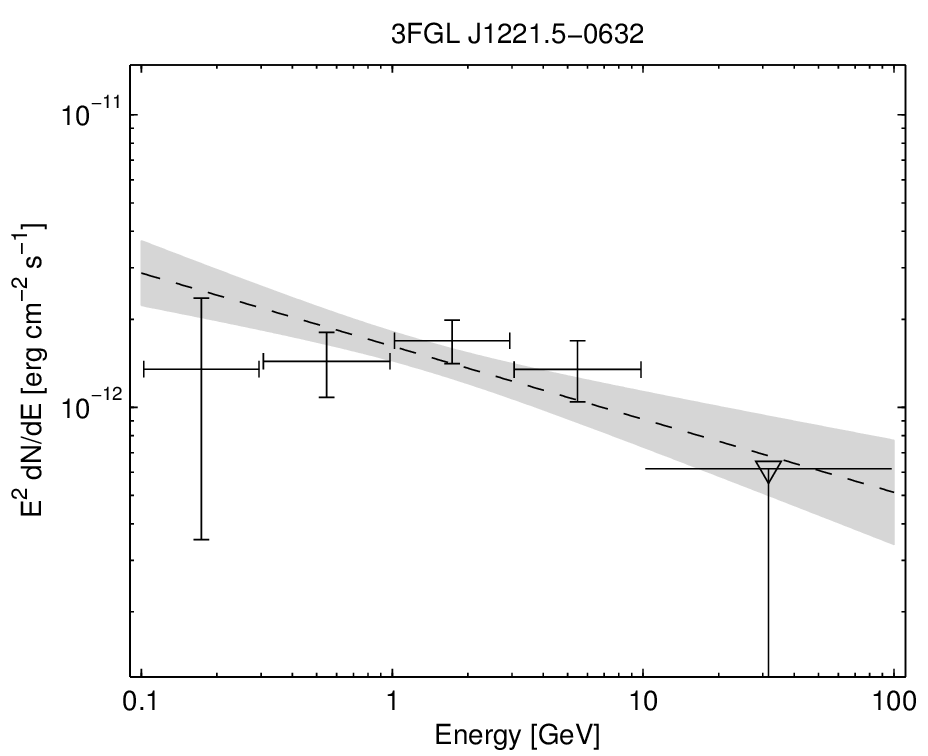 3FGL J1221.5−0632
10⁻¹¹
10⁻¹²
E² dN/dE [erg cm⁻² s⁻¹]
0.1 1 10 100
Energy [GeV]